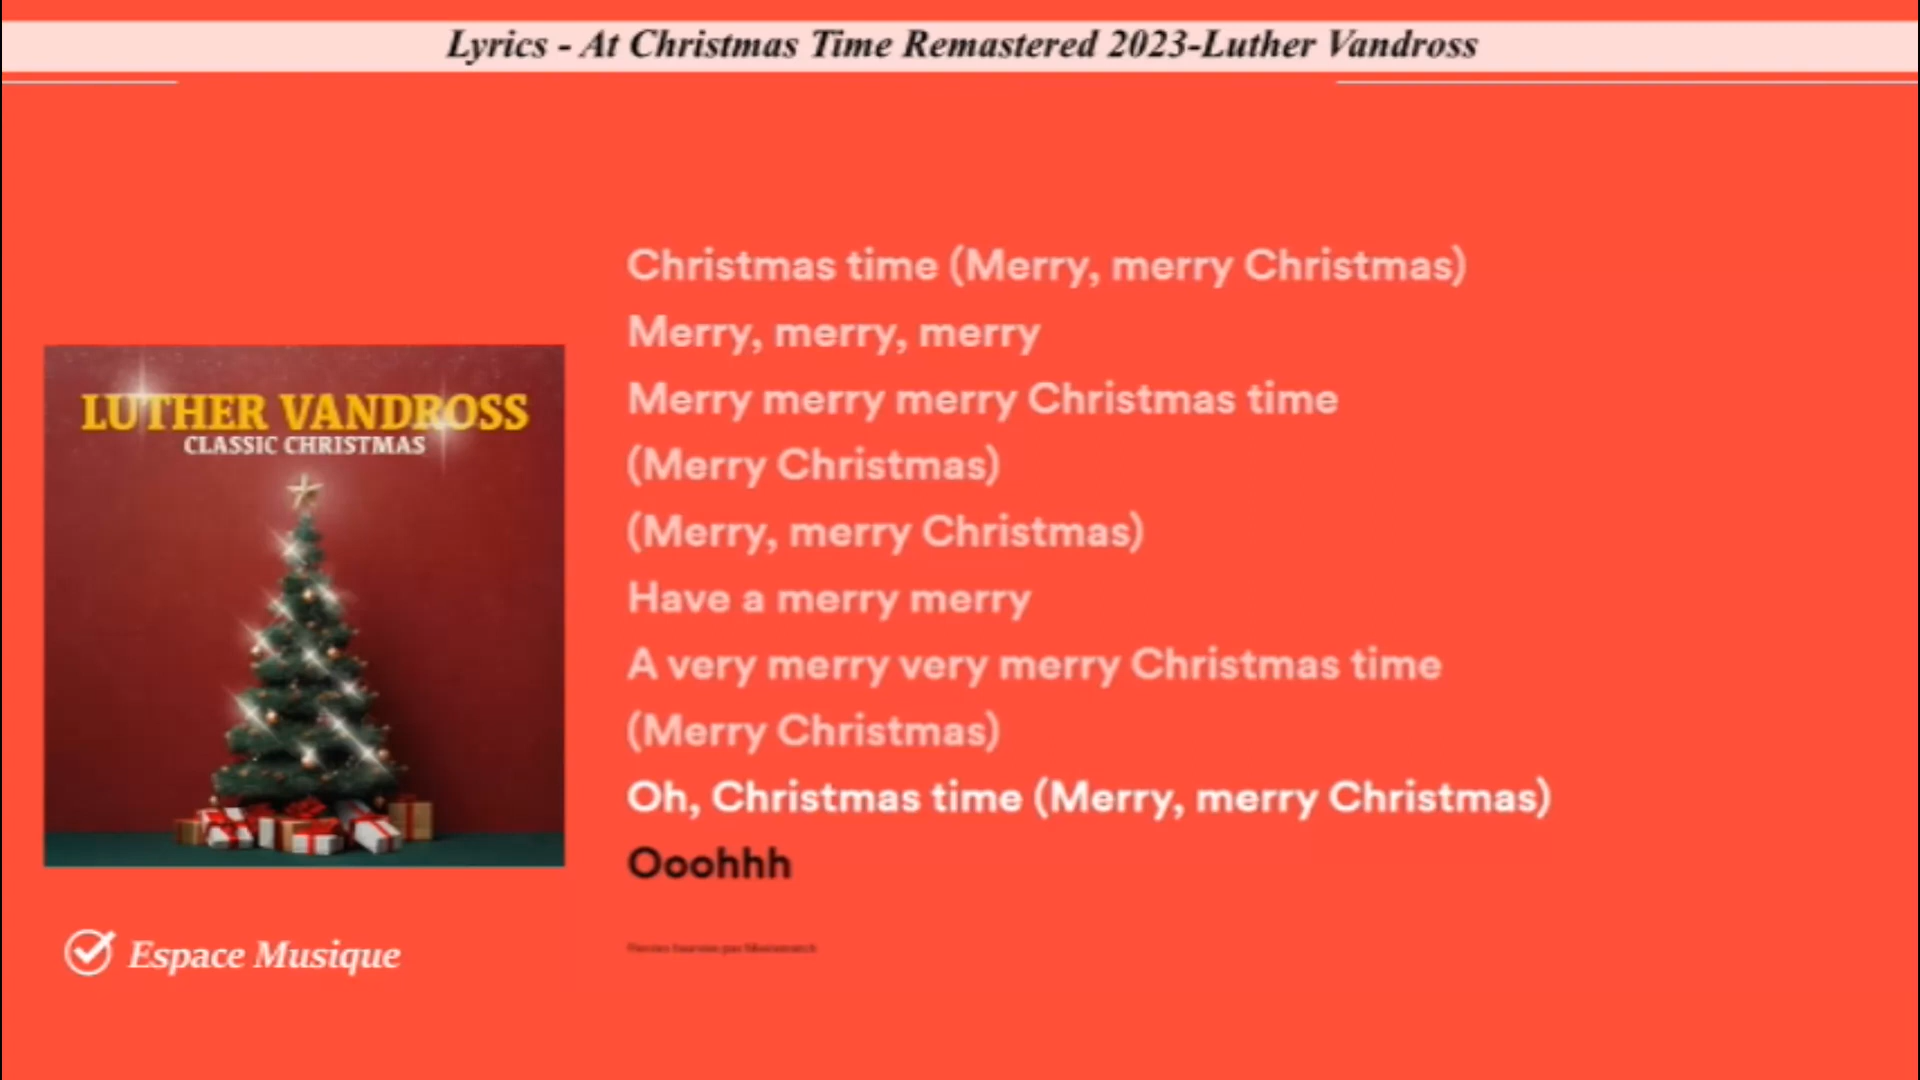 Lyrics - At Christmas Time Remastered 2023-Luther Vandross
Christmas time (Merry, merry Christmas)
Merry, merry, merry
Merry merry merry Christmas time
(Merry Christmas)
(Merry, merry Christmas)
Have a merry merry
A very merry very merry Christmas time
(Merry Christmas)
Oh, Christmas time (Merry, merry Christmas)
Ooohhh
LUTHER VANDROSS
CLASSIC CHRISTMAS
Espace Musique